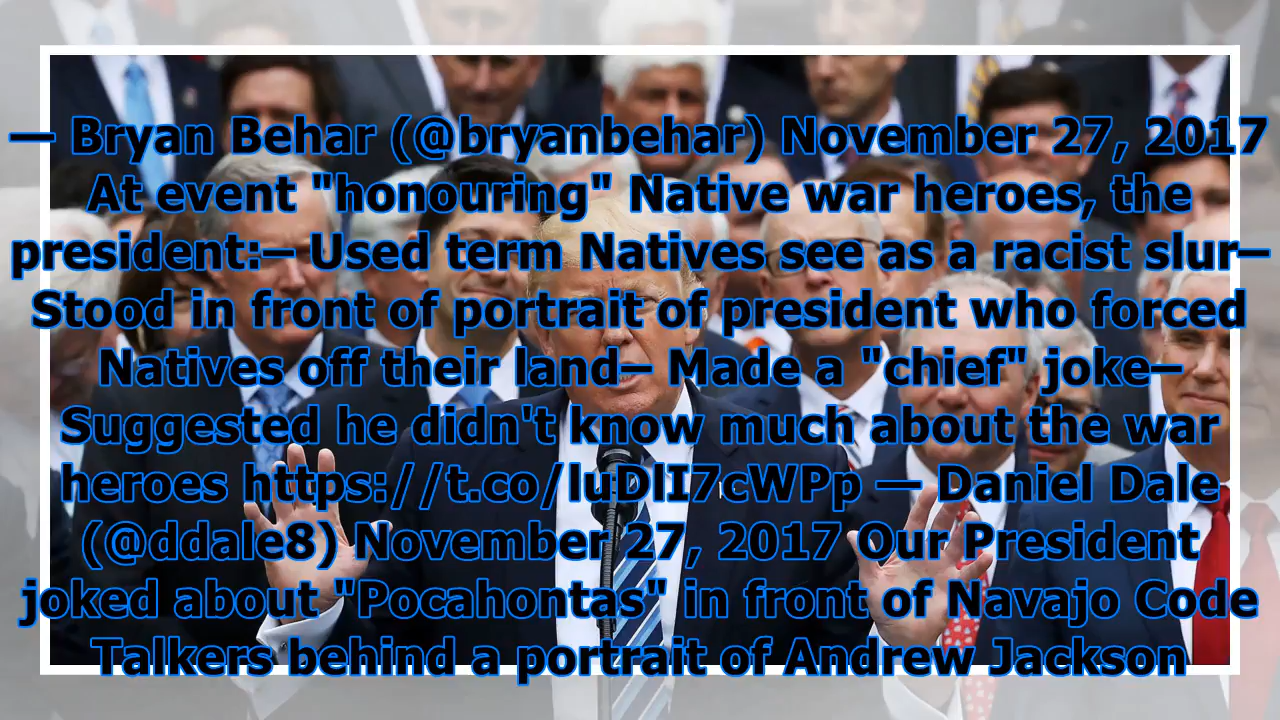 — Bryan Behar (@bryanbehar) November 27, 2017
At event "honouring" Native war heroes, the
president:— Used term Natives see as a racist slur—
Stood in front of portrait of president who forced
Natives off their land— Made a "chief" joke—
Suggested he didn't know much about the war
heroes https://t.co/luDlI7cWPp — Daniel Dale
(@ddale8) November 27, 2017 Our President
joked about "Pocahontas" in front of Navajo Code
Talkers behind a portrait of Andrew Jackson